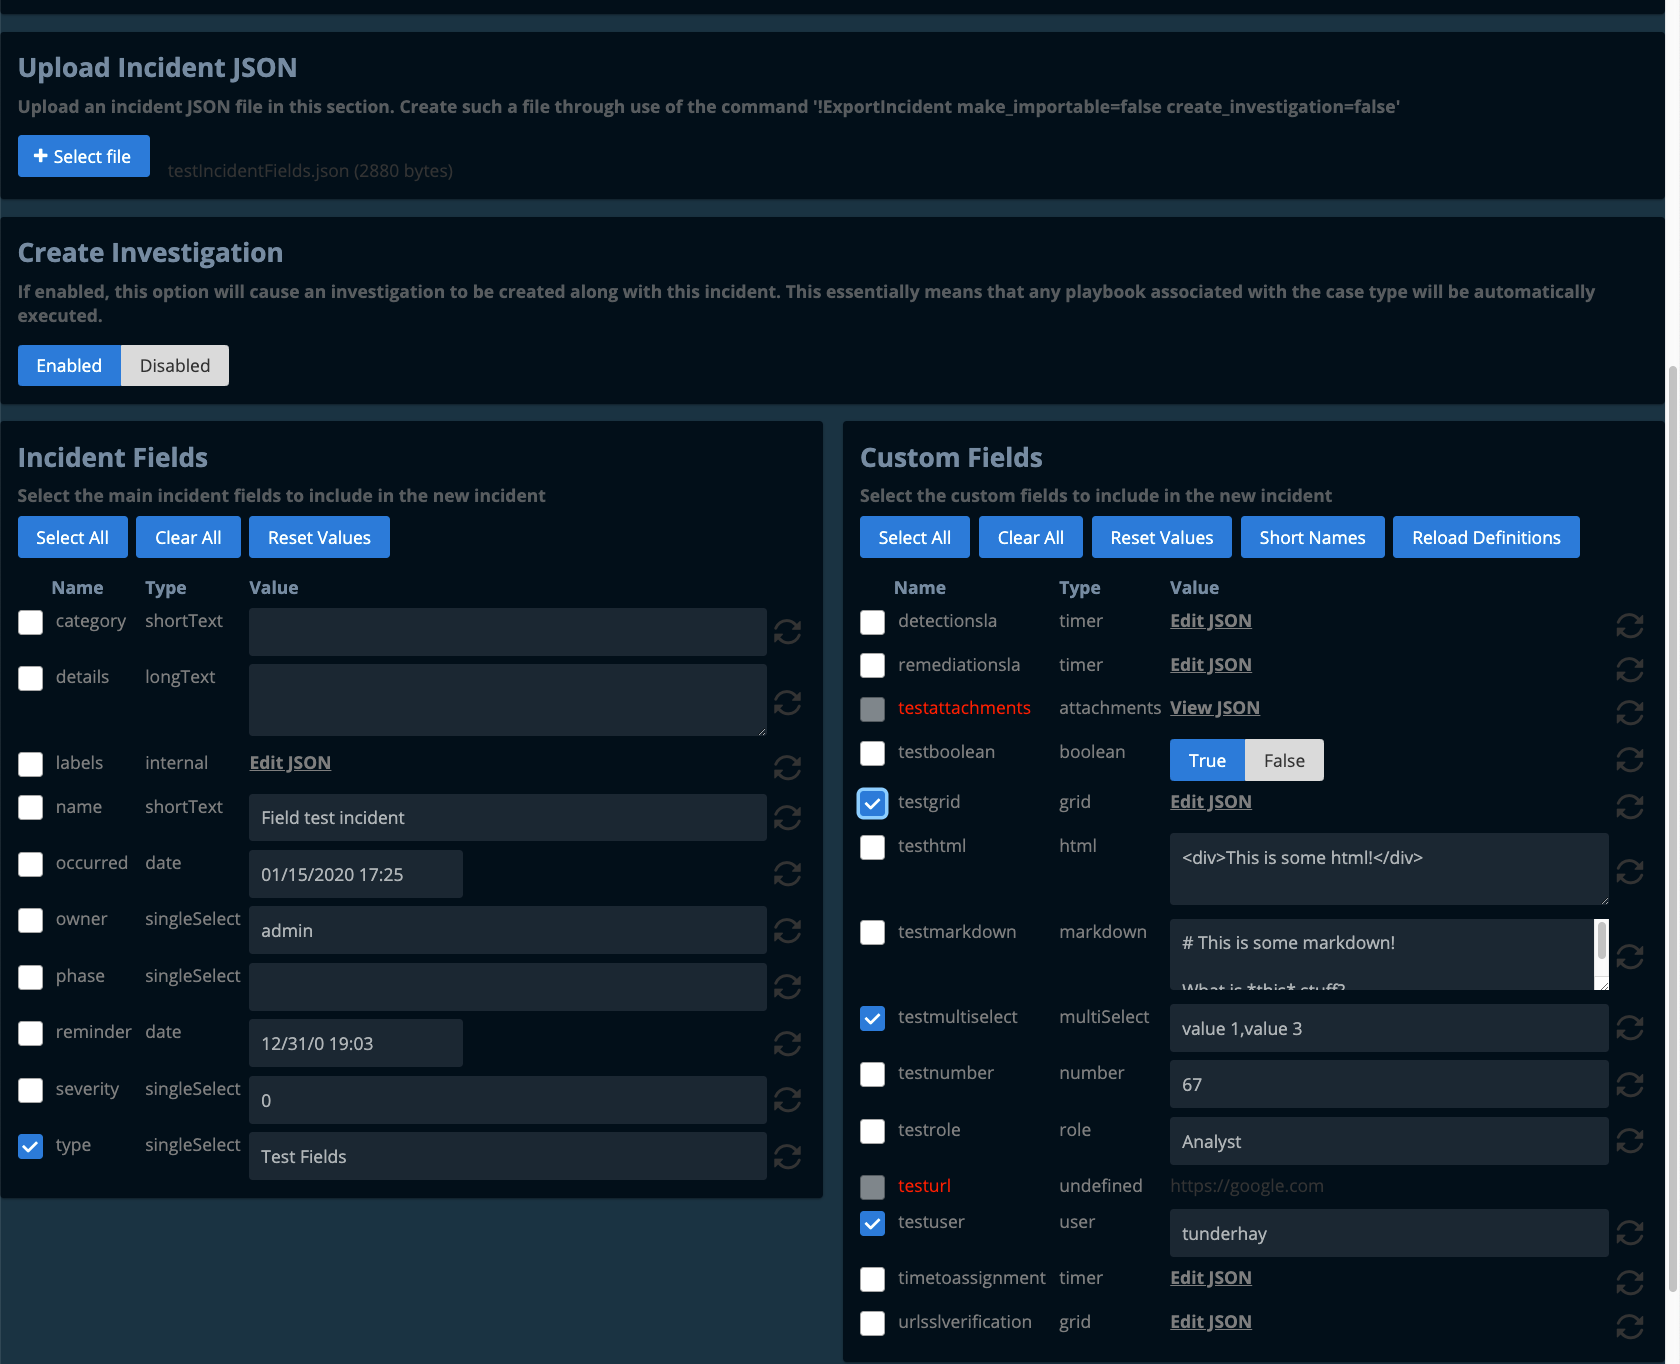 Upload Incident JSON
Upload an incident JSON file in this section. Create such a file through use of the command '!ExportIncident make_importable=false create_investigation=false'
+ Select file
testIncidentFields.json (2880 bytes)
Create Investigation
If enabled, this option will cause an investigation to be created along with this incident. This essentially means that any playbook associated with the case type will be automatically
executed.
Enabled Disabled
Incident Fields
Select the main incident fields to include in the new incident
Select All Clear All Reset Values
Name Type Value
category shortText
details longText
labels internal Edit JSON
name shortText Field test incident
occurred date 01/15/2020 17:25
owner singleSelect admin
phase singleSelect
reminder date 12/31/0 19:03
severity singleSelect 0
type singleSelect Test Fields
Custom Fields
Select the custom fields to include in the new incident
Select All Clear All Reset Values Short Names Reload Definitions
Name Type Value
detectionsla timer Edit JSON
remediationsla timer Edit JSON
testattachments attachments View JSON
testboolean boolean True False
testgrid grid Edit JSON
testhtml html <div>This is some html!</div>
testmarkdown markdown # This is some markdown!
What is *this* stuff?
testmultiselect multiSelect value 1,value 3
testnumber number 67
testrole role Analyst
testurl undefined https://google.com
testuser user tunderhay
timetoassignment timer Edit JSON
urlsslverification grid Edit JSON